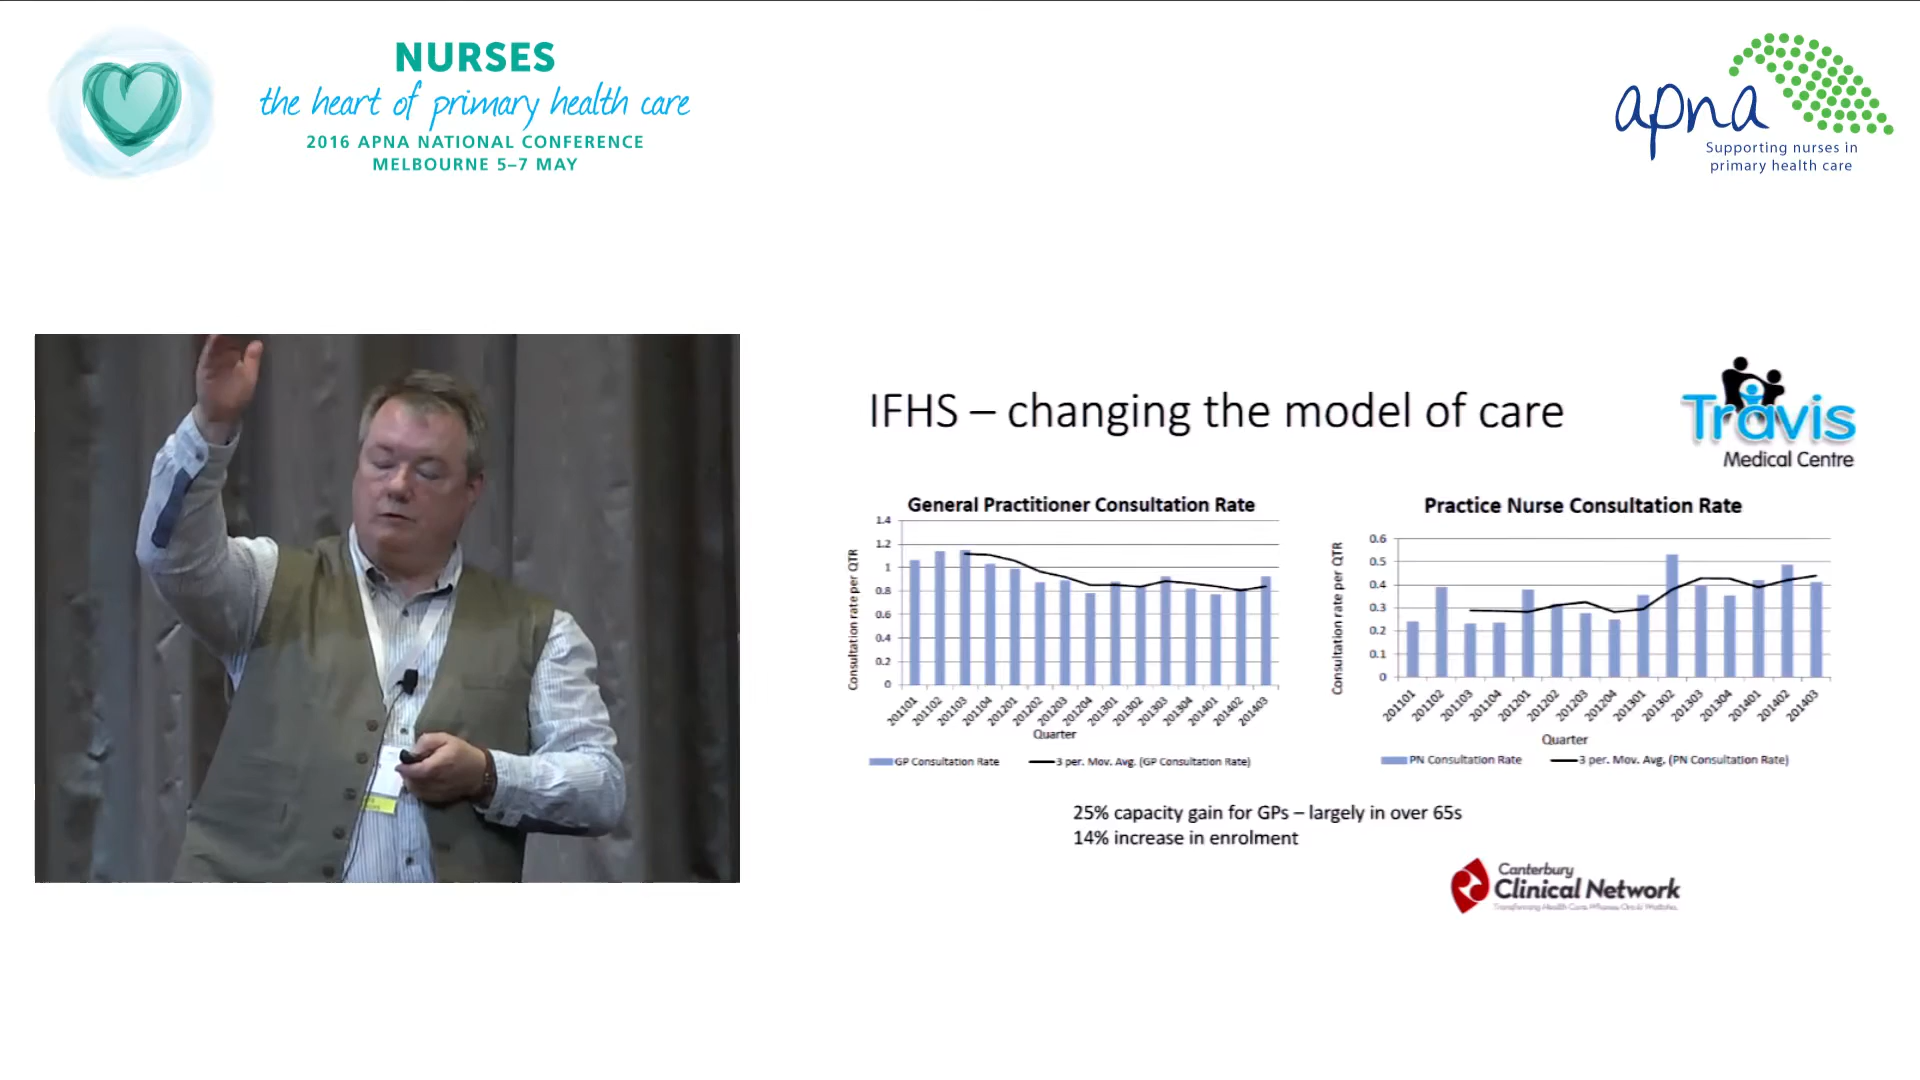 NURSES
the heart of primary health care
2016 APNA NATIONAL CONFERENCE
MELBOURNE 5–7 MAY
apna
Supporting nurses in
primary health care
IFHS – changing the model of care
Travis
Medical Centre
General Practitioner Consultation Rate
Consultation rate per QTR
1.4
1.2
1
0.8
0.6
0.4
0.2
0
201101 201102 201103 201104 201201 201202 201203 201204 201301 201302 201303 201304 201401 201402 201403
Quarter
GP Consultation Rate 3 per. Mov. Avg. (GP Consultation Rate)
Practice Nurse Consultation Rate
Consultation rate per QTR
0.6
0.5
0.4
0.3
0.2
0.1
0
201101 201102 201103 201104 201201 201202 201203 201204 201301 201302 201303 201304 201401 201402 201403
Quarter
PN Consultation Rate 3 per. Mov. Avg. (PN Consultation Rate)
25% capacity gain for GPs – largely in over 65s
14% increase in enrolment
Canterbury
Clinical Network